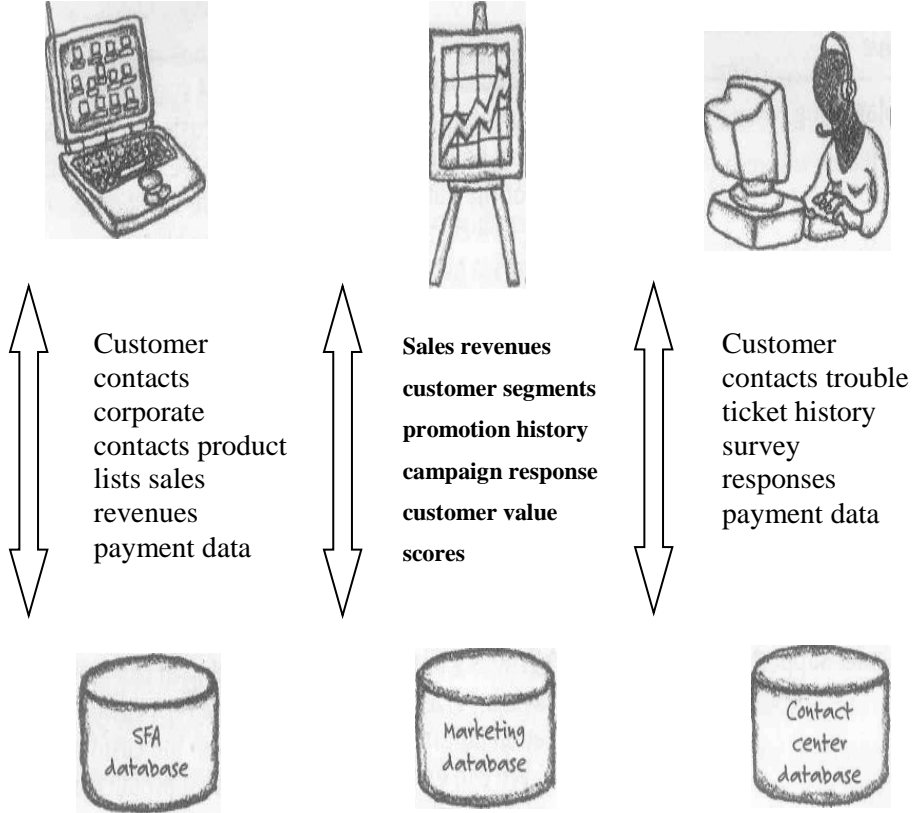 Customer
contacts
corporate
contacts product
lists sales
revenues
payment data
Sales revenues
customer segments
promotion history
campaign response
customer value
scores
Customer
contacts trouble
ticket history
survey
responses
payment data
SFA
database
Marketing
database
Contact
center
database